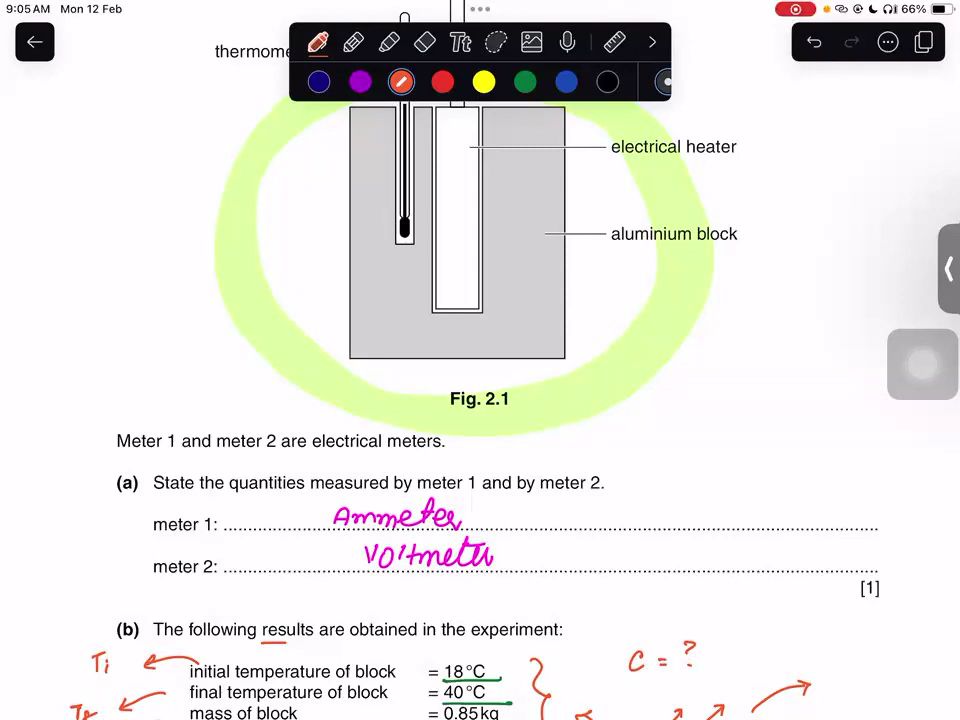 9:05 AM Mon 12 Feb
66%
thermome
Tt
electrical heater
aluminium block
Fig. 2.1
Meter 1 and meter 2 are electrical meters.
(a) State the quantities measured by meter 1 and by meter 2.
meter 1: Ammeter
meter 2: voltmeter
[1]
(b) The following results are obtained in the experiment:
Ti
initial temperature of block = 18°C
C = ?
final temperature of block = 40°C
mass of block = 0.85kg